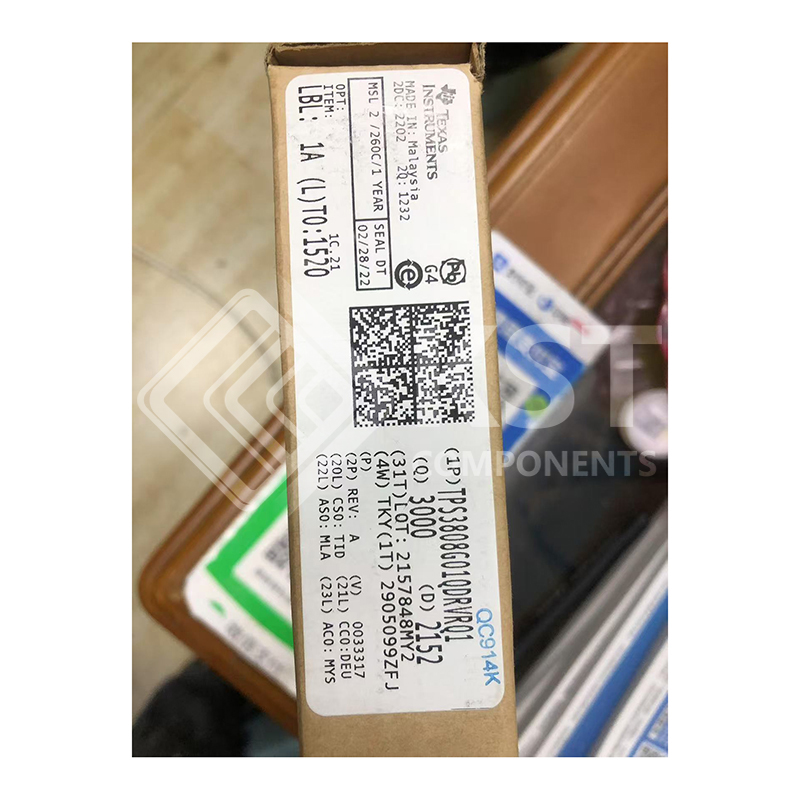 TEXAS
INSTRUMENTS
MADE IN: Malaysia
2DC: 2202 2Q: 1232
MSL 2 /260C/1 YEAR SEAL DT
02/28/22
OPT:
ITEM: 1C.21
LBL: 1A (L)TO:1520
Pb
G4
e
(1P)TPS3808G01QDRVRQ1
(Q) 3000 (D) 2152
(31T)LOT: 2157848MY2
(4W) TKY(1T) 2905099ZFJ
(P)
(2P) REV: A (V) 0033317
(20L) CSO: TID (21L) CCO:DEU
(22L) ASO: MLA (23L) ACO: MYS
QC914K
XST
COMPONENTS